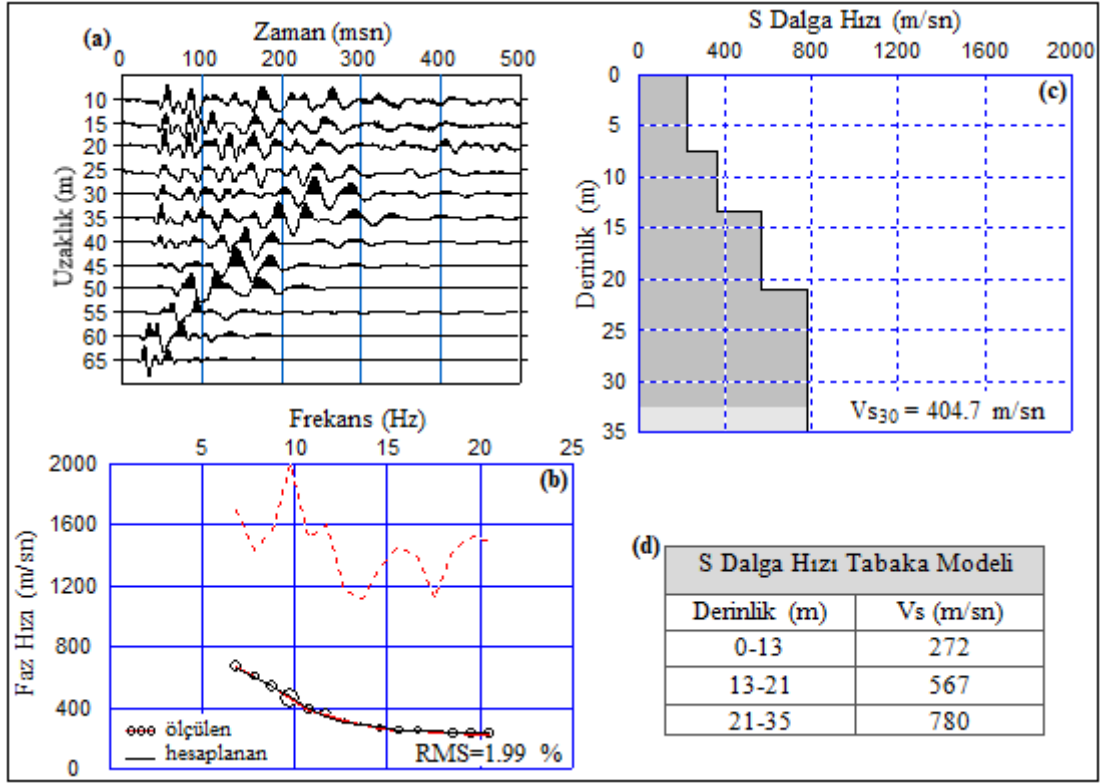 (a)
Zaman (msn)
0 100 200 300 400 500
Uzaklık (m)
10
15
20
25
30
35
40
45
50
55
60
65
S Dalga Hızı (m/sn)
0 400 800 1200 1600 2000
(c)
Derinlik (m)
0
5
10
15
20
25
30
35
Vs30 = 404.7 m/sn
Frekans (Hz)
5 10 15 20 25
(b)
Faz Hızı (m/sn)
2000
1600
1200
800
400
0
ölçülen
hesaplanan
RMS=1.99 %
(d)
S Dalga Hızı Tabaka Modeli
Derinlik (m) Vs (m/sn)
0-13 272
13-21 567
21-35 780